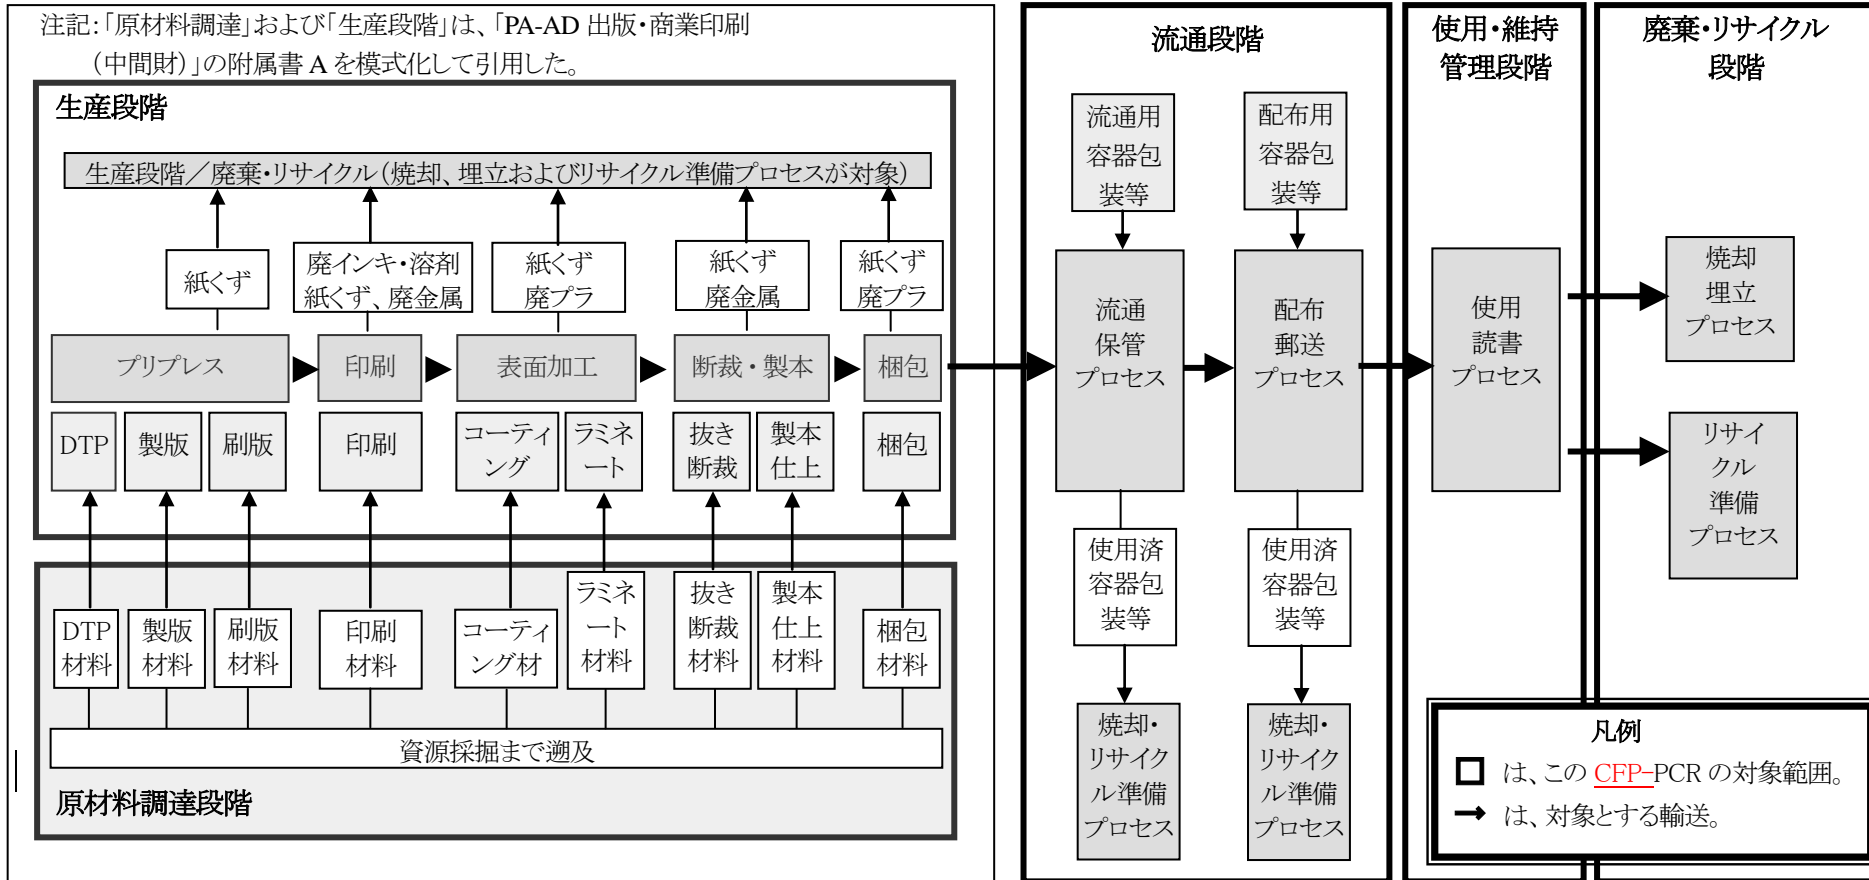 注記：「原材料調達」および「生産段階」は、「PA-AD 出版・商業印刷
（中間財）」の附属書 A を模式化して引用した。
生産段階
生産段階／廃棄・リサイクル（焼却、埋立およびリサイクル準備プロセスが対象）
紙くず
廃インキ・溶剤
紙くず、廃金属
紙くず
廃プラ
紙くず
廃金属
紙くず
廃プラ
プリプレス
印刷
表面加工
断裁・製本
梱包
DTP
製版
刷版
印刷
コーティ
ング
ラミネ
ート
抜き
断裁
製本
仕上
梱包
DTP
材料
製版
材料
刷版
材料
印刷
材料
コーティ
ング材
ラミネ
ート
材料
抜き
断裁
材料
製本
仕上
材料
梱包
材料
資源採掘まで遡及
原材料調達段階
流通段階
流通用
容器包
装等
配布用
容器包
装等
流通
保管
プロセス
配布
郵送
プロセス
使用済
容器包
装等
使用済
容器包
装等
焼却・
リサイク
ル準備
プロセス
焼却・
リサイク
ル準備
プロセス
使用・維持
管理段階
使用
読書
プロセス
廃棄・リサイクル
段階
焼却
埋立
プロセス
リサイ
クル
準備
プロセス
凡例
は、この CFP-PCR の対象範囲。
は、対象とする輸送。